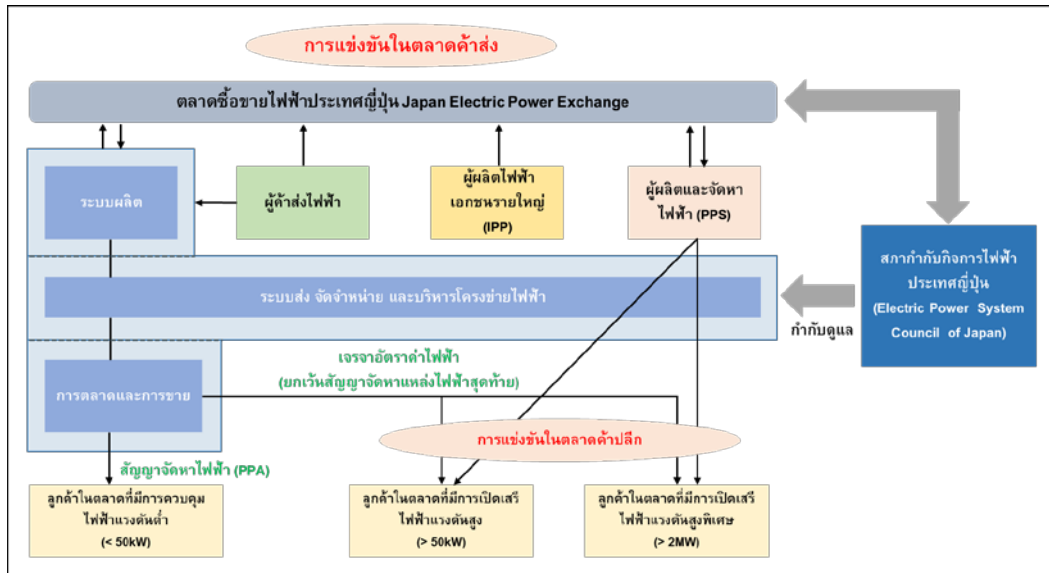 การแข่งขันในตลาดค้าส่ง
ตลาดซื้อขายไฟฟ้าประเทศญี่ปุ่น Japan Electric Power Exchange
ระบบผลิต
ผู้ค้าส่งไฟฟ้า
ผู้ผลิตไฟฟ้า
เอกชนรายใหญ่
(IPP)
ผู้ผลิตและจัดหา
ไฟฟ้า (PPS)
สภากำกับกิจการไฟฟ้า
ประเทศญี่ปุ่น
(Electric Power System
Council of Japan)
ระบบส่ง จัดจำหน่าย และบริหารโครงข่ายไฟฟ้า
กำกับดูแล
เจรจาอัตราค่าไฟฟ้า
(ยกเว้นสัญญาจัดหาแหล่งไฟฟ้าสุดท้าย)
การตลาดและการขาย
การแข่งขันในตลาดค้าปลีก
สัญญาจัดหาไฟฟ้า (PPA)
ลูกค้าในตลาดที่มีการควบคุม
ไฟฟ้าแรงดันต่ำ
(< 50kW)
ลูกค้าในตลาดที่มีการเปิดเสรี
ไฟฟ้าแรงดันสูง
(> 50kW)
ลูกค้าในตลาดที่มีการเปิดเสรี
ไฟฟ้าแรงดันสูงพิเศษ
(> 2MW)